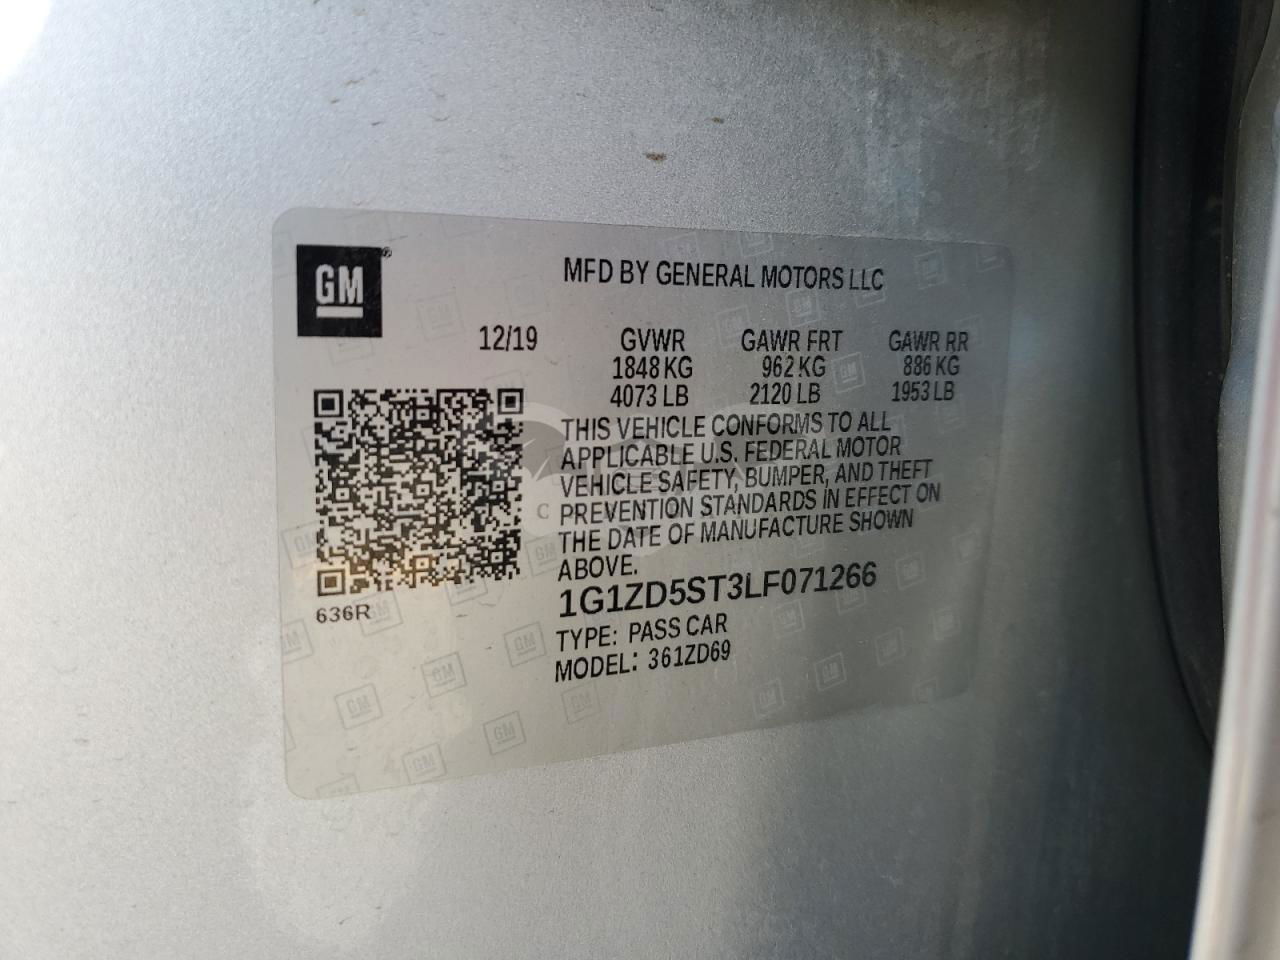 GM
MFD BY GENERAL MOTORS LLC
12/19 GVWR GAWR FRT GAWR RR
1848 KG 962 KG 886 KG
4073 LB 2120 LB 1953 LB
THIS VEHICLE CONFORMS TO ALL
APPLICABLE U.S. FEDERAL MOTOR
VEHICLE SAFETY, BUMPER, AND THEFT
PREVENTION STANDARDS IN EFFECT ON
THE DATE OF MANUFACTURE SHOWN
ABOVE.
1G1ZD5ST3LF071266
636R
TYPE: PASS CAR
MODEL: 361ZD69